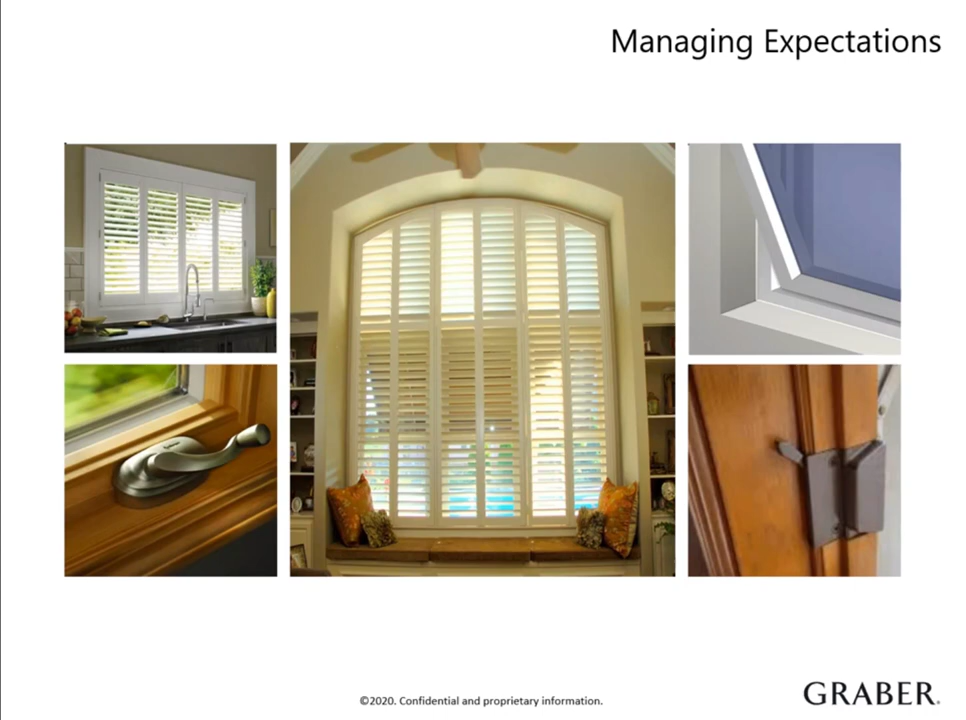 Managing Expectations
©2020. Confidential and proprietary information.
GRABER.